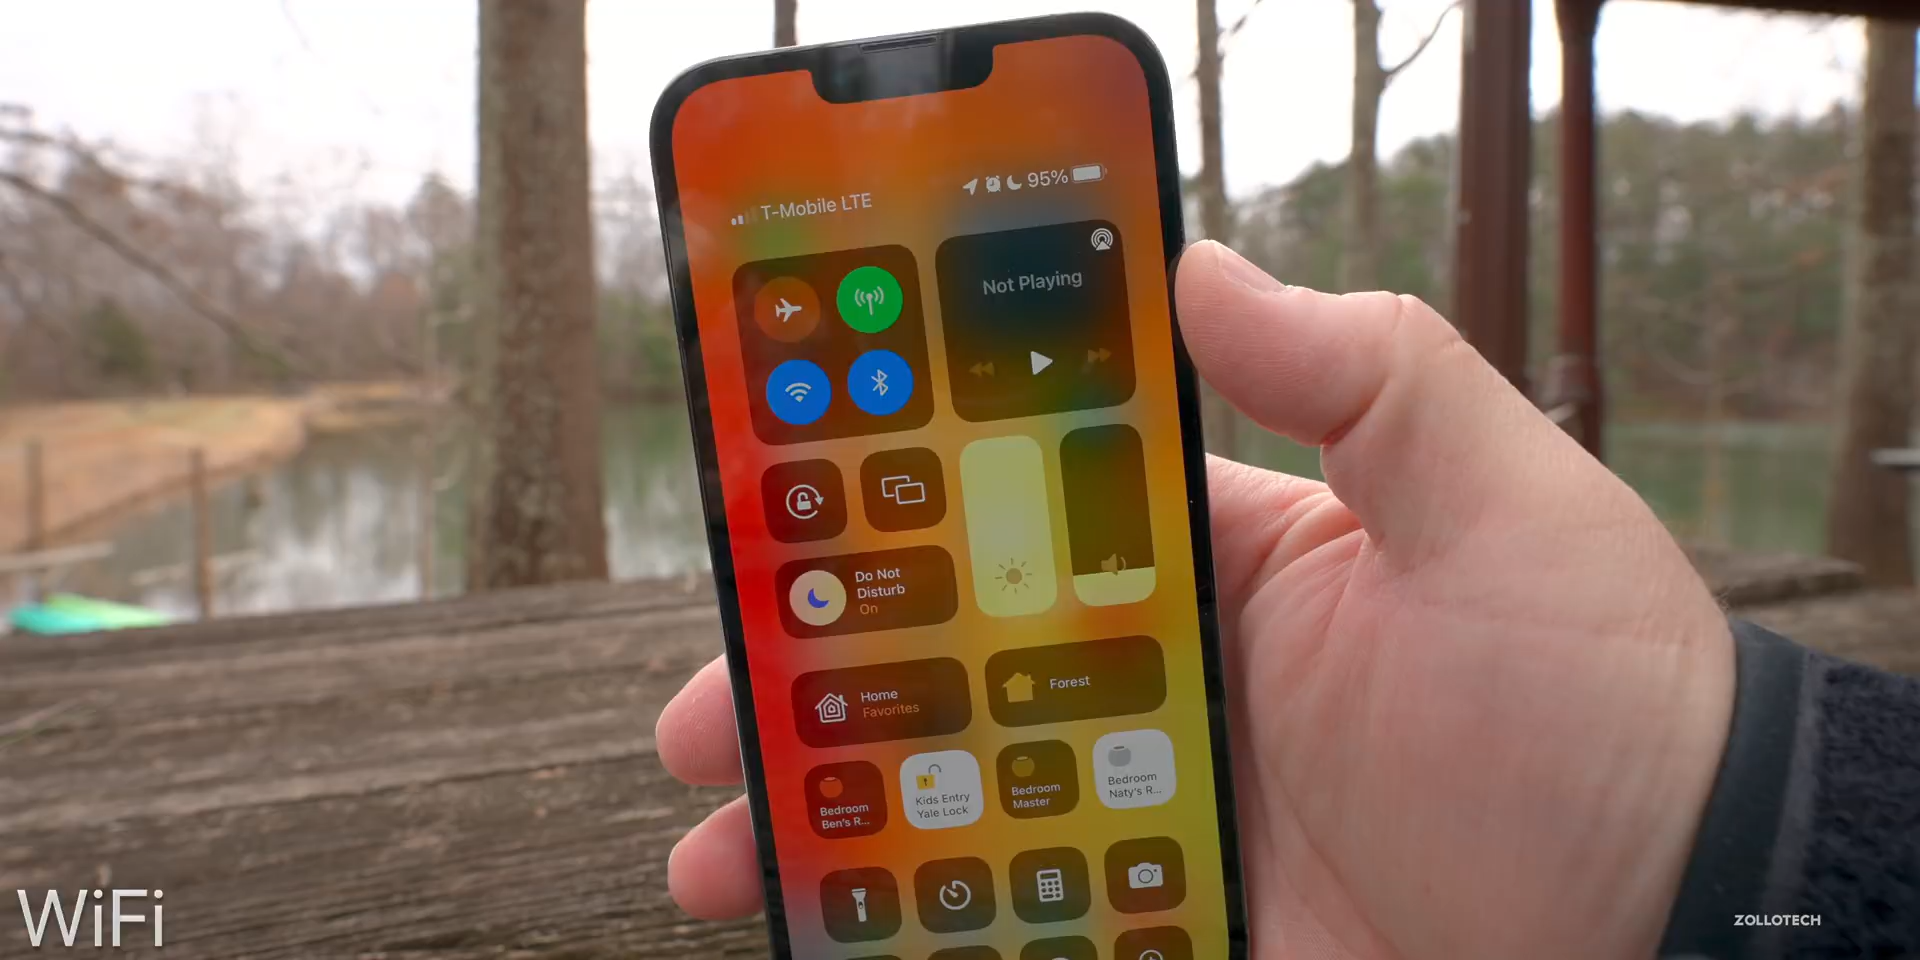 T-Mobile LTE
95%
Not Playing
Do Not
Disturb
On
Home
Favorites
Forest
Bedroom
Ben's R...
Kids Entry
Yale Lock
Bedroom
Master
Bedroom
Naty's R...
WiFi
ZOLLOTECH